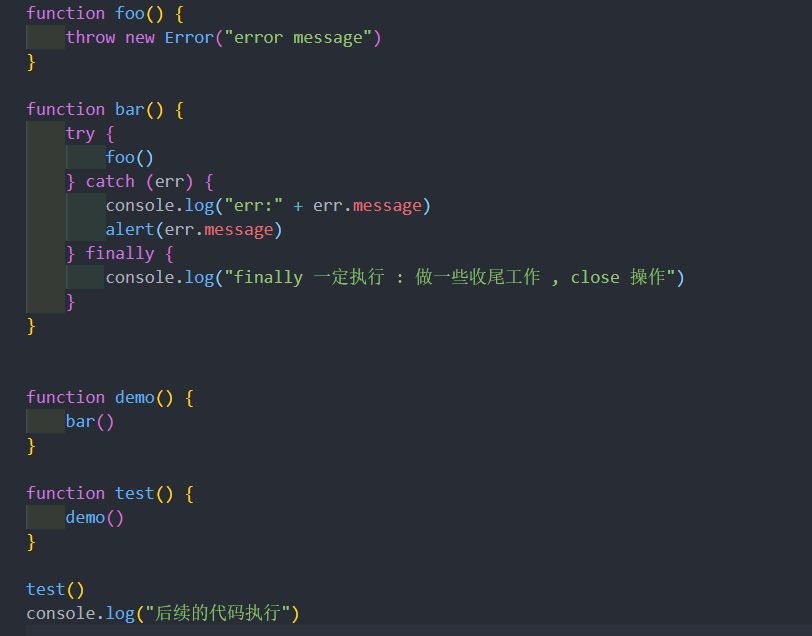 function foo() {
throw new Error("error message")
}
function bar() {
try {
foo()
} catch (err) {
console.log("err:" + err.message)
alert(err.message)
} finally {
console.log("finally 一定执行 : 做一些收尾工作 , close 操作")
}
}
function demo() {
bar()
}
function test() {
demo()
}
test()
console.log("后续的代码执行")